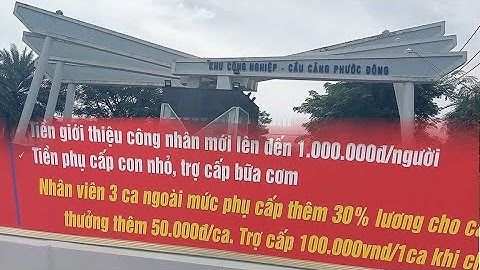 KHU CÔNG NGHIỆP - CẦU CẢNG PHƯỚC ĐÔNG
Tiền giới thiệu công nhân mới lên đến 1.000.000đ/người
✓ Tiền phụ cấp con nhỏ, trợ cấp bữa cơm
Nhân viên 3 ca ngoài mức phụ cấp thêm 30% lương cho
thưởng thêm 50.000đ/ca. Trợ cấp 100.000vnd/1ca khi